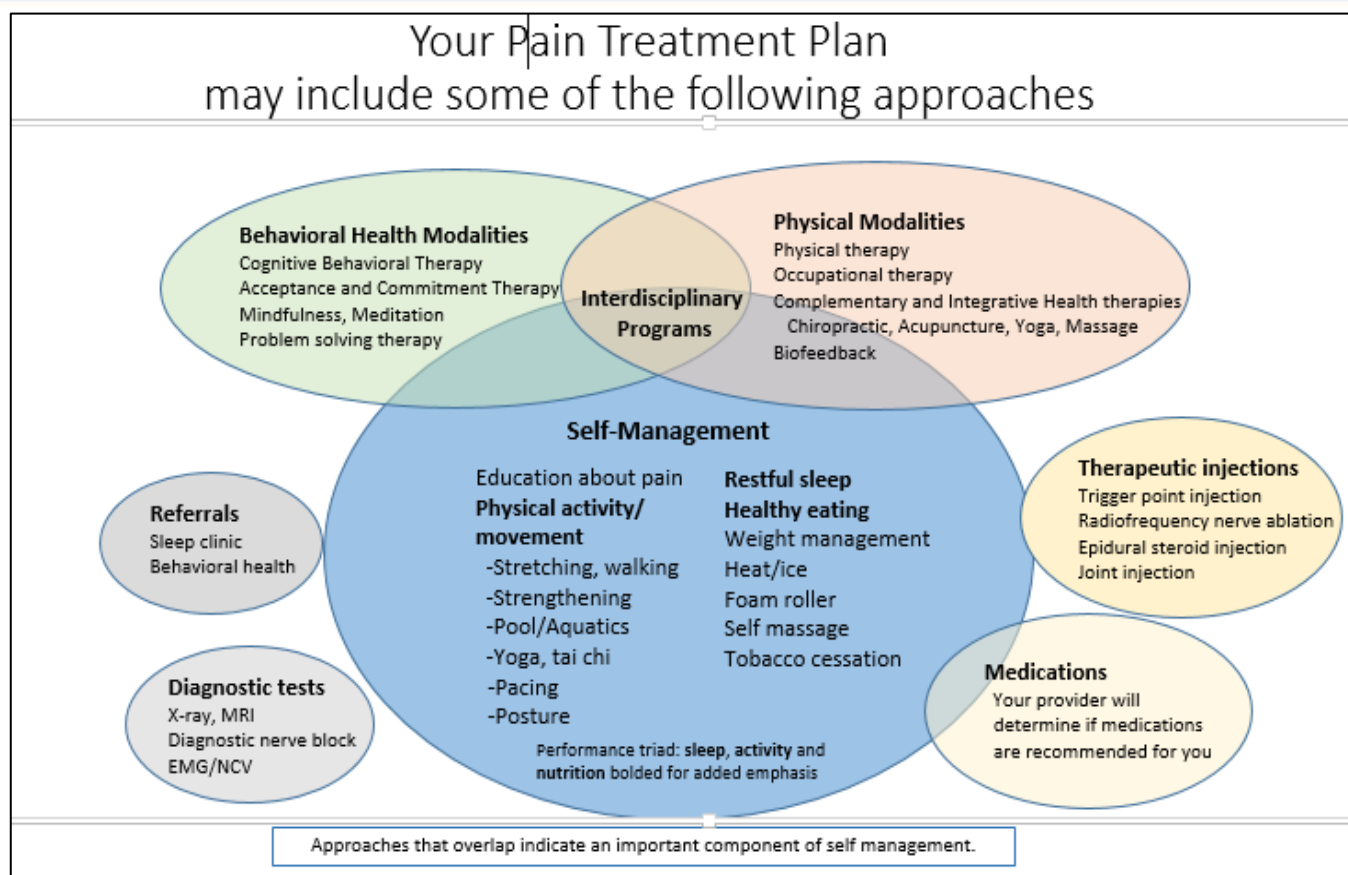 Your Pain Treatment Plan
may include some of the following approaches
Behavioral Health Modalities
Cognitive Behavioral Therapy
Acceptance and Commitment Therapy
Mindfulness, Meditation
Problem solving therapy
Interdisciplinary
Programs
Physical Modalities
Physical therapy
Occupational therapy
Complementary and Integrative Health therapies
Chiropractic, Acupuncture, Yoga, Massage
Biofeedback
Self-Management
Education about pain
Physical activity/
movement
-Stretching, walking
-Strengthening
-Pool/Aquatics
-Yoga, tai chi
-Pacing
-Posture
Restful sleep
Healthy eating
Weight management
Heat/ice
Foam roller
Self massage
Tobacco cessation
Performance triad: sleep, activity and
nutrition bolded for added emphasis
Referrals
Sleep clinic
Behavioral health
Diagnostic tests
X-ray, MRI
Diagnostic nerve block
EMG/NCV
Therapeutic injections
Trigger point injection
Radiofrequency nerve ablation
Epidural steroid injection
Joint injection
Medications
Your provider will
determine if medications
are recommended for you
Approaches that overlap indicate an important component of self management.